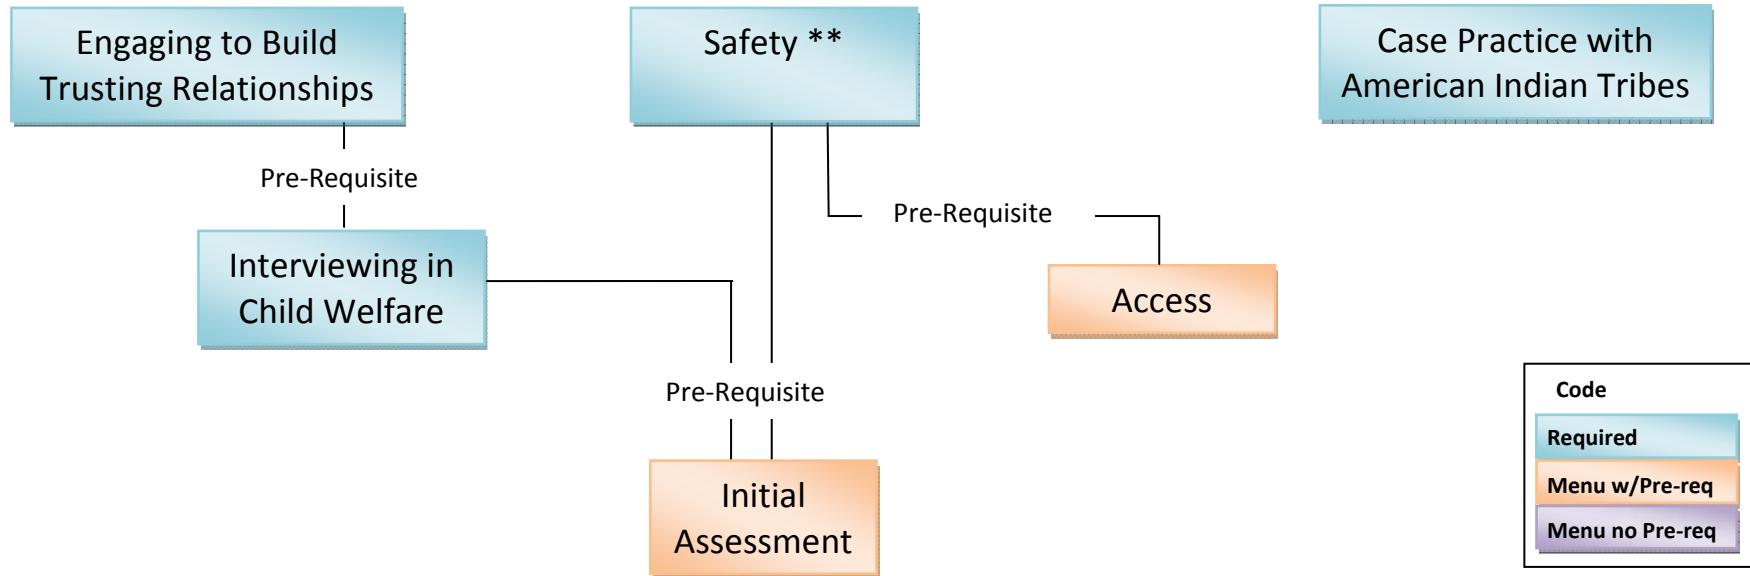 Engaging to Build
Trusting Relationships
Safety **
Case Practice with
American Indian Tribes
Pre-Requisite
Pre-Requisite
Interviewing in
Child Welfare
Access
Pre-Requisite
Initial
Assessment
Code
Required
Menu w/Pre-req
Menu no Pre-req